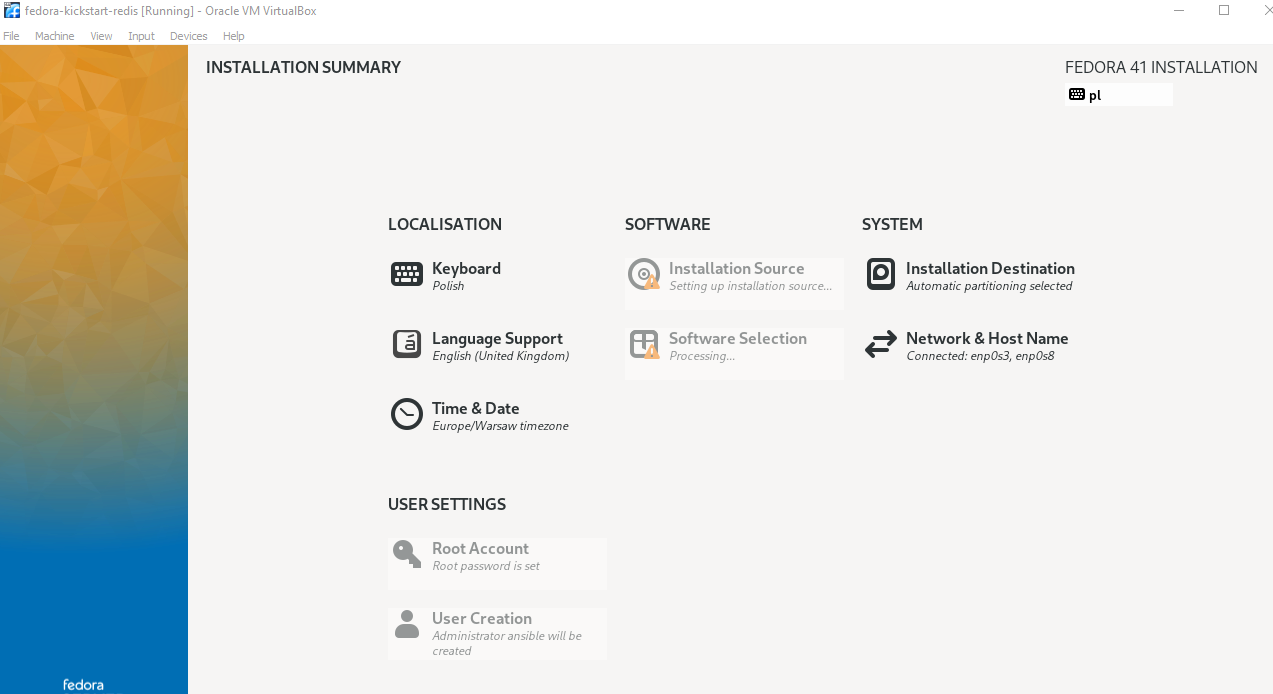 fedora-kickstart-redis [Running] - Oracle VM VirtualBox
File Machine View Input Devices Help
INSTALLATION SUMMARY
FEDORA 41 INSTALLATION
pl
LOCALISATION
Keyboard
Polish
Language Support
English (United Kingdom)
Time & Date
Europe/Warsaw timezone
SOFTWARE
Installation Source
Setting up installation source...
Software Selection
Processing...
SYSTEM
Installation Destination
Automatic partitioning selected
Network & Host Name
Connected: enp0s3, enp0s8
USER SETTINGS
Root Account
Root password is set
User Creation
Administrator ansible will be
created
fedora